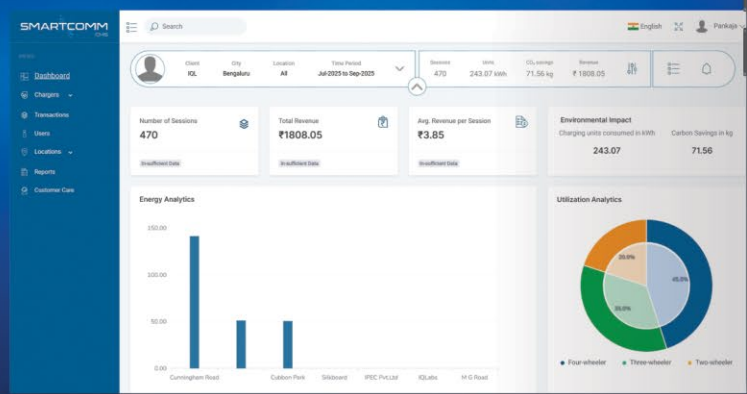 SMARTCOMM
Search
English
Pankaja
Client City Location Time Period Sessions Units CO₂ savings Revenue
IQL Bengaluru All Jul-2025 to Sep-2025 470 243.07 kWh 71.56 kg ₹ 1808.05
Dashboard
Chargers
Transactions
Users
Locations
Reports
Customer Care
Number of Sessions
470
Insufficient Data
Total Revenue
₹1808.05
Insufficient Data
Avg. Revenue per Session
₹3.85
Insufficient Data
Environmental Impact
Charging units consumed in kWh Carbon Savings in kg
243.07 71.56
Energy Analytics
150.00
100.00
50.00
0.00
Cunningham Road Cubbon Park Silkboard IPEC Pvt.Ltd IQLabs M G Road
Utilization Analytics
20.0%
45.0%
Four-wheeler Three-wheeler Two-wheeler